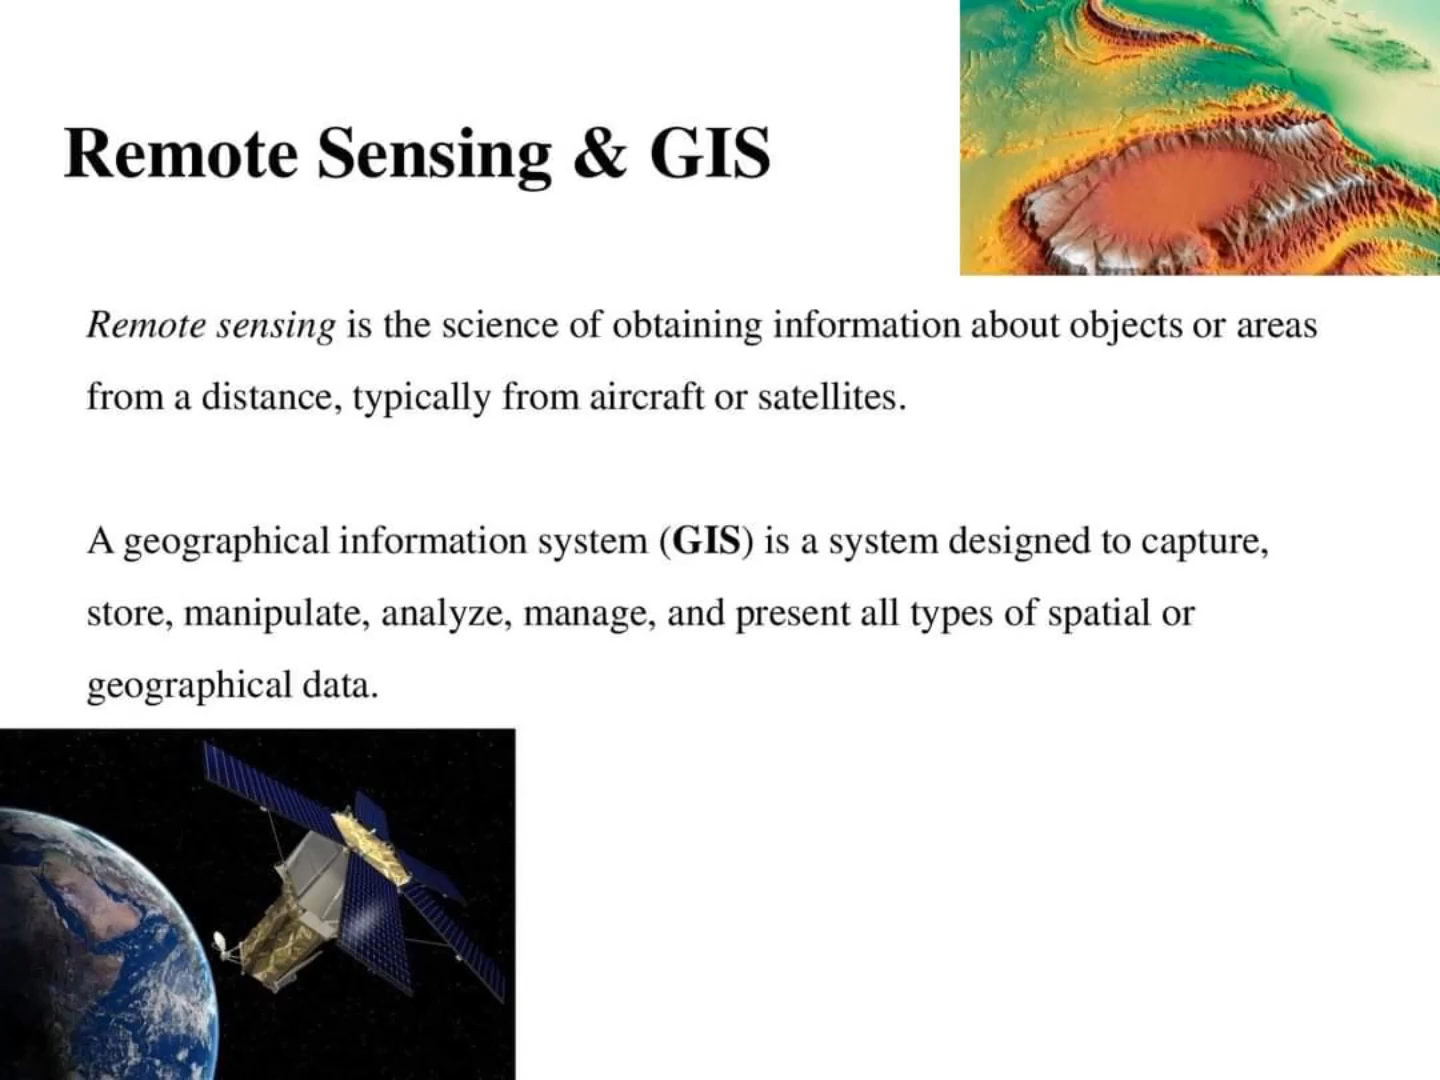 Remote Sensing & GIS
Remote sensing is the science of obtaining information about objects or areas
from a distance, typically from aircraft or satellites.
A geographical information system (GIS) is a system designed to capture,
store, manipulate, analyze, manage, and present all types of spatial or
geographical data.